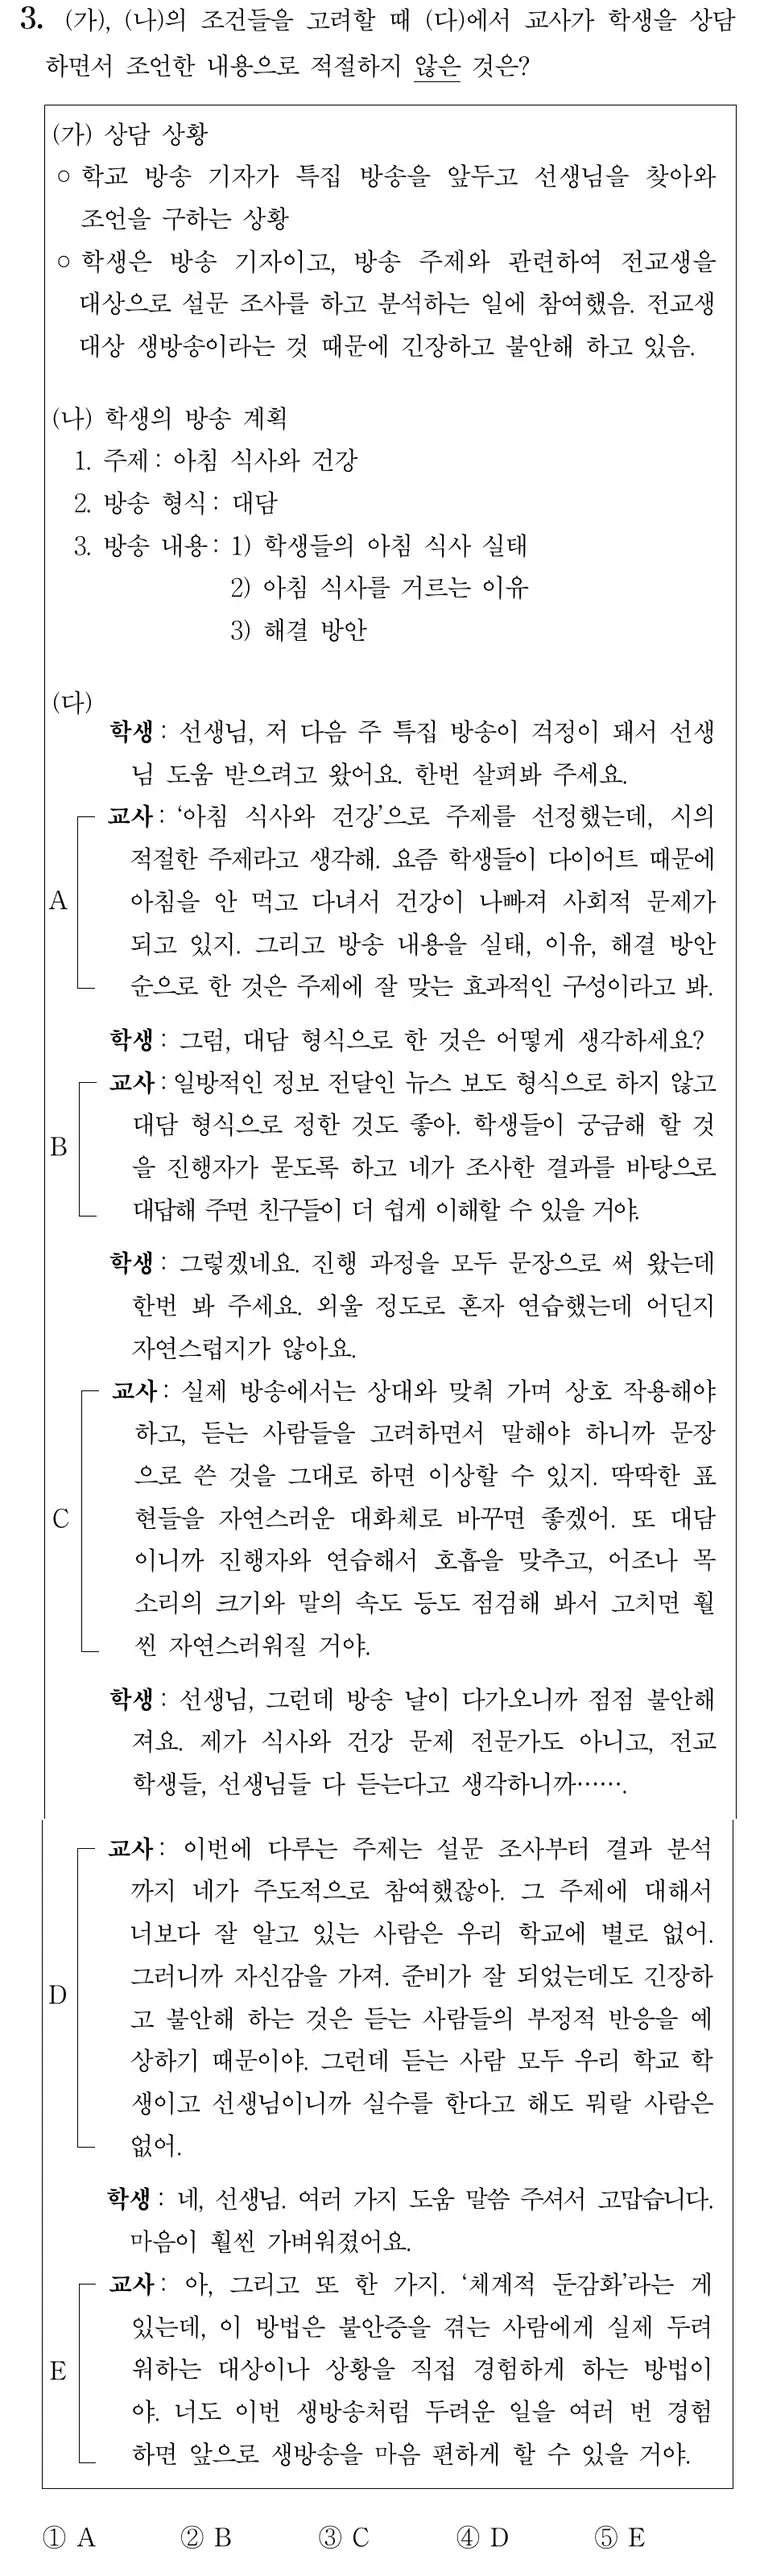 3. (가), (나)의 조건들을 고려할 때 (다)에서 교사가 학생을 상담
하면서 조언한 내용으로 적절하지 않은 것은?
(가) 상담 상황
○ 학교 방송 기자가 특집 방송을 앞두고 선생님을 찾아와
조언을 구하는 상황
○ 학생은 방송 기자이고, 방송 주제와 관련하여 전교생을
대상으로 설문 조사를 하고 분석하는 일에 참여했음. 전교생
대상 생방송이라는 것 때문에 긴장하고 불안해 하고 있음.
(나) 학생의 방송 계획
1. 주제 : 아침 식사와 건강
2. 방송 형식 : 대담
3. 방송 내용 : 1) 학생들의 아침 식사 실태
2) 아침 식사를 거르는 이유
3) 해결 방안
(다)
학생 : 선생님, 저 다음 주 특집 방송이 걱정이 돼서 선생
님 도움 받으려고 왔어요. 한번 살펴봐 주세요.
교사 : ‘아침 식사와 건강’으로 주제를 선정했는데, 시의
적절한 주제라고 생각해. 요즘 학생들이 다이어트 때문에
A 아침을 안 먹고 다녀서 건강이 나빠져 사회적 문제가
되고 있지. 그리고 방송 내용을 실태, 이유, 해결 방안
순으로 한 것은 주제에 잘 맞는 효과적인 구성이라고 봐.
학생 : 그럼, 대담 형식으로 한 것은 어떻게 생각하세요?
교사 : 일방적인 정보 전달인 뉴스 보도 형식으로 하지 않고
대담 형식으로 정한 것도 좋아. 학생들이 궁금해 할 것
B 을 진행자가 묻도록 하고 네가 조사한 결과를 바탕으로
대답해 주면 친구들이 더 쉽게 이해할 수 있을 거야.
학생 : 그렇겠네요. 진행 과정을 모두 문장으로 써 왔는데
한번 봐 주세요. 외울 정도로 혼자 연습했는데 어딘지
자연스럽지가 않아요.
교사 : 실제 방송에서는 상대와 맞춰 가며 상호 작용해야
하고, 듣는 사람들을 고려하면서 말해야 하니까 문장
으로 쓴 것을 그대로 하면 이상할 수 있지. 딱딱한 표
C 현들을 자연스러운 대화체로 바꾸면 좋겠어. 또 대담
이니까 진행자와 연습해서 호흡을 맞추고, 어조나 목
소리의 크기와 말의 속도 등도 점검해 봐서 고치면 훨
씬 자연스러워질 거야.
학생 : 선생님, 그런데 방송 날이 다가오니까 점점 불안해
져요. 제가 식사와 건강 문제 전문가도 아니고, 전교
학생들, 선생님들 다 듣는다고 생각하니까…….
교사 : 이번에 다루는 주제는 설문 조사부터 결과 분석
까지 네가 주도적으로 참여했잖아. 그 주제에 대해서
너보다 잘 알고 있는 사람은 우리 학교에 별로 없어.
그러니까 자신감을 가져. 준비가 잘 되었는데도 긴장하
D 고 불안해 하는 것은 듣는 사람들의 부정적 반응을 예
상하기 때문이야. 그런데 듣는 사람 모두 우리 학교 학
생이고 선생님이니까 실수를 한다고 해도 뭐랄 사람은
없어.
학생 : 네, 선생님. 여러 가지 도움 말씀 주셔서 고맙습니다.
마음이 훨씬 가벼워졌어요.
교사 : 아, 그리고 또 한 가지. ‘체계적 둔감화’라는 게
있는데, 이 방법은 불안증을 겪는 사람에게 실제 두려
E 워하는 대상이나 상황을 직접 경험하게 하는 방법이
야. 너도 이번 생방송처럼 두려운 일을 여러 번 경험
하면 앞으로 생방송을 마음 편하게 할 수 있을 거야.
① A ② B ③ C ④ D ⑤ E